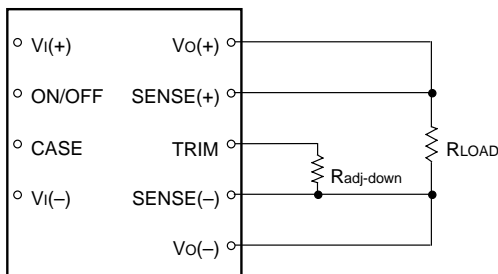 VI(+)
VO(+)
ON/OFF
SENSE(+)
CASE
TRIM
RLOAD
Radj-down
VI(–)
SENSE(–)
VO(–)